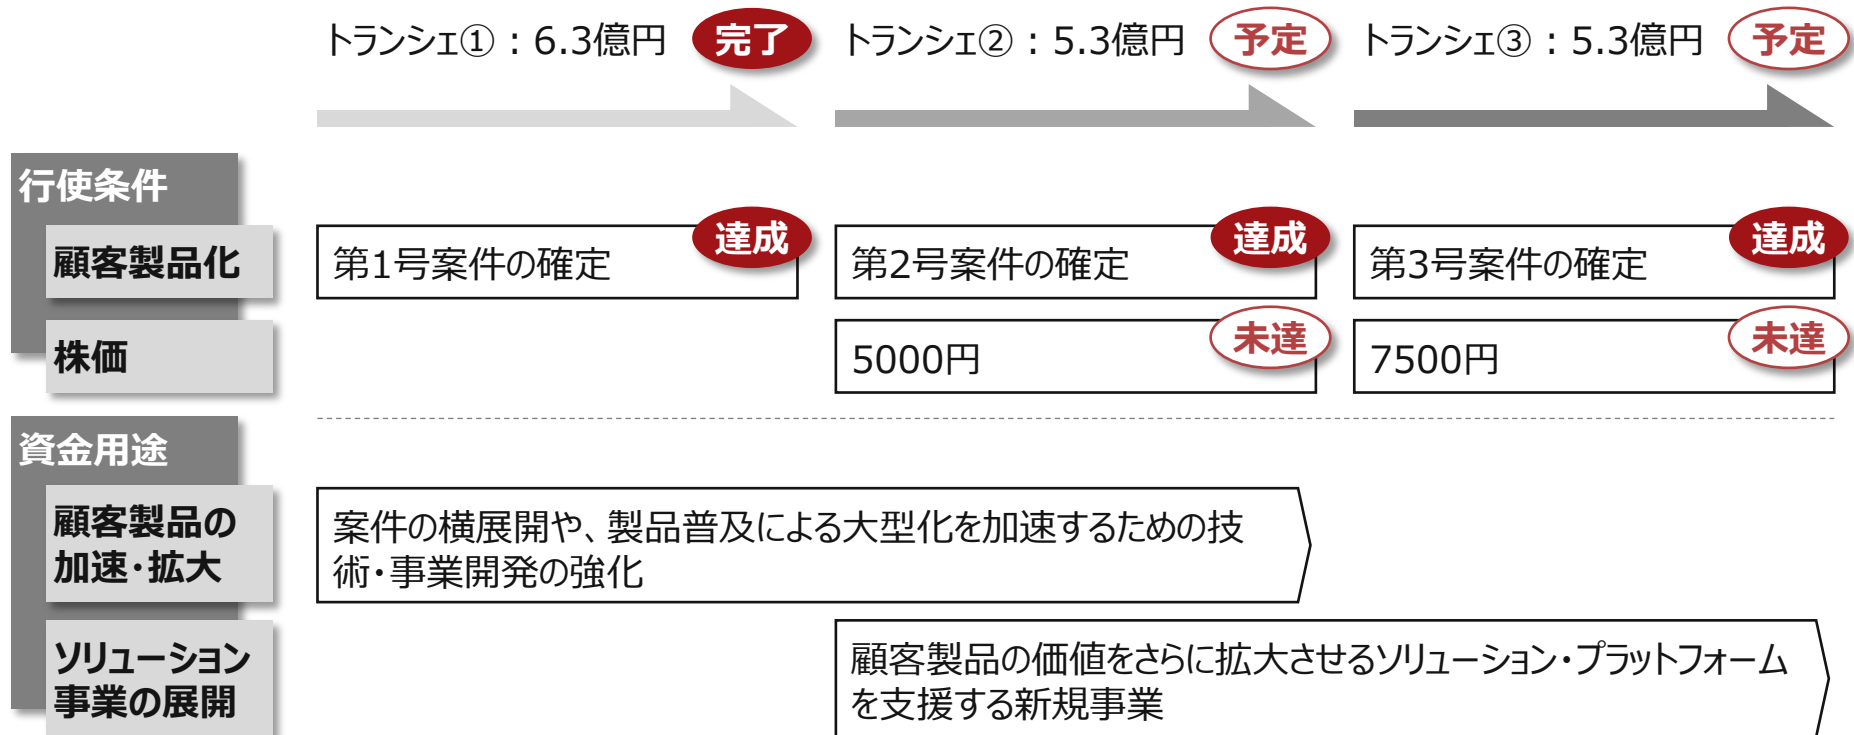 トランシェ①：6.3億円 完了 トランシェ②：5.3億円 予定 トランシェ③：5.3億円 予定
行使条件
顧客製品化 第1号案件の確定 達成 第2号案件の確定 達成 第3号案件の確定 達成
株価 5000円 未達 7500円 未達
資金用途
顧客製品の
加速・拡大
案件の横展開や、製品普及による大型化を加速するための技
術・事業開発の強化
ソリューション
事業の展開
顧客製品の価値をさらに拡大させるソリューション・プラットフォーム
を支援する新規事業